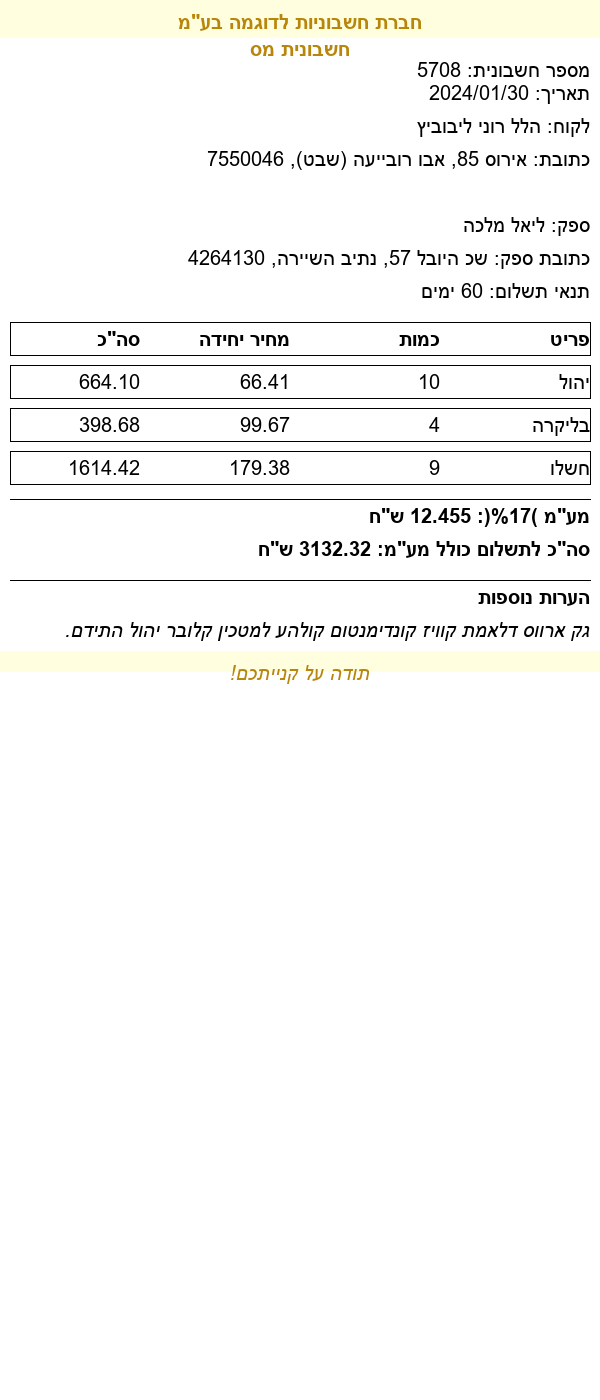 חברת חשבוניות לדוגמה בע"מ
חשבונית מס
מספר חשבונית: 5708
תאריך: 2024/01/30
לקוח: הלל רוני ליבוביץ
כתובת: אירוס 85, אבו רובייעה (שבט), 7550046
ספק: ליאל מלכה
כתובת ספק: שכ היובל 57, נתיב השיירה, 4264130
תנאי תשלום: 60 ימים
פריט כמות מחיר יחידה סה"כ
יהול 10 66.41 664.10
בליקרה 4 99.67 398.68
חשלו 9 179.38 1614.42
מע"מ )17%(: 12.455 ש"ח
סה"כ לתשלום כולל מע"מ: 3132.32 ש"ח
הערות נוספות
גק ארווס דלאמת קוויז קונדימנטום קולהע למטכין קלובר יהול התידם.
תודה על קנייתכם!